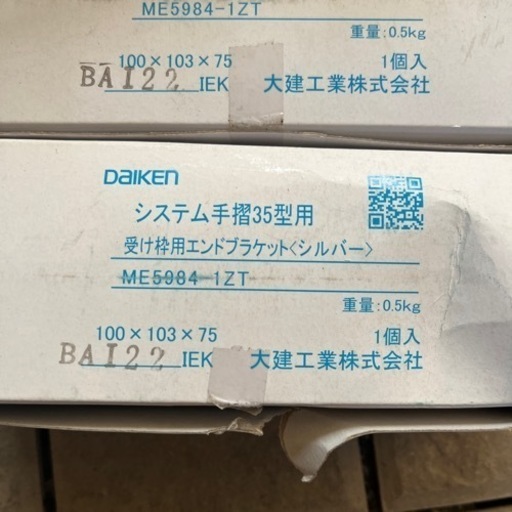 ME5984-1ZT
重量:0.5kg
100×103×75 1個入
BAI22 IEK 大建工業株式会社
DAIKEN
システム手摺35型用
受け枠用エンドブラケット<シルバー>
ME5984-1ZT
重量:0.5kg
100×103×75 1個入
BAI22 IEK 大建工業株式会社